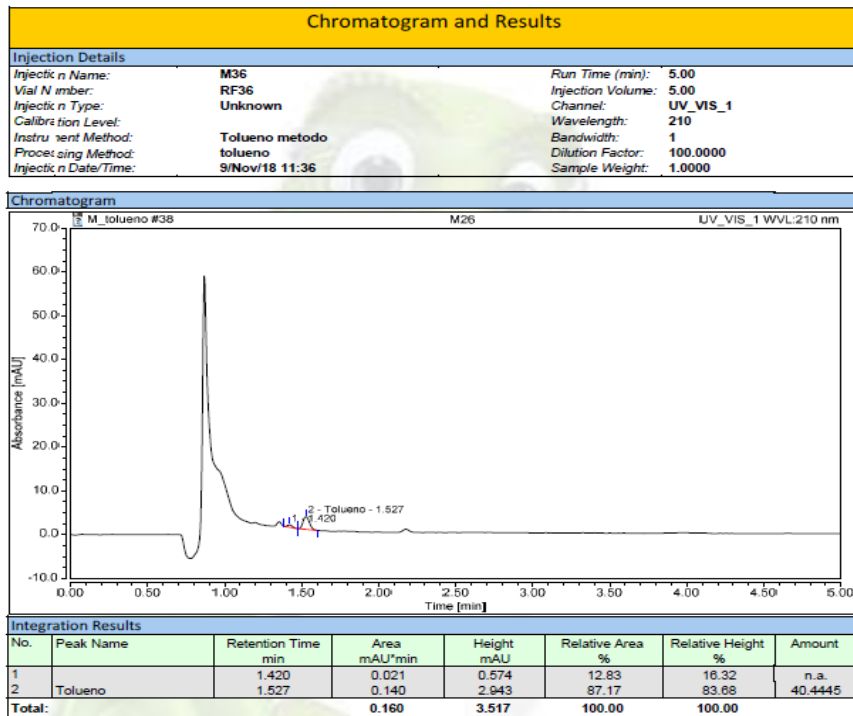 Chromatogram and Results
Injection Details
Injectic n Name: M36 Run Time (min): 5.00
Vial N mber: RF36 Injection Volume: 5.00
Injectic n Type: Unknown Channel: UV_VIS_1
Calibra tion Level: Wavelength: 210
Instru nent Method: Tolueno metodo Bandwidth: 1
Proces sing Method: tolueno Dilution Factor: 100.0000
Injectic n Date/Time: 9/Nov/18 11:36 Sample Weight: 1.0000
Chromatogram
M_tolueno #38 M26 UV_VIS_1 WVL:210 nm
70.0
60.0
50.0
40.0
30.0
20.0
10.0
0.0
-10.0
Absorbance [mAU]
1 - 1.420
2 - Tolueno - 1.527
0.00 0.50 1.00 1.50 2.00 2.50 3.00 3.50 4.00 4.50 5.00
Time [min]
Integration Results
No. Peak Name Retention Time Area Height Relative Area Relative Height Amount
min mAU*min mAU % %
1 1.420 0.021 0.574 12.83 16.32 n.a.
2 Tolueno 1.527 0.140 2.943 87.17 83.68 40.4445
Total: 0.160 3.517 100.00 100.00